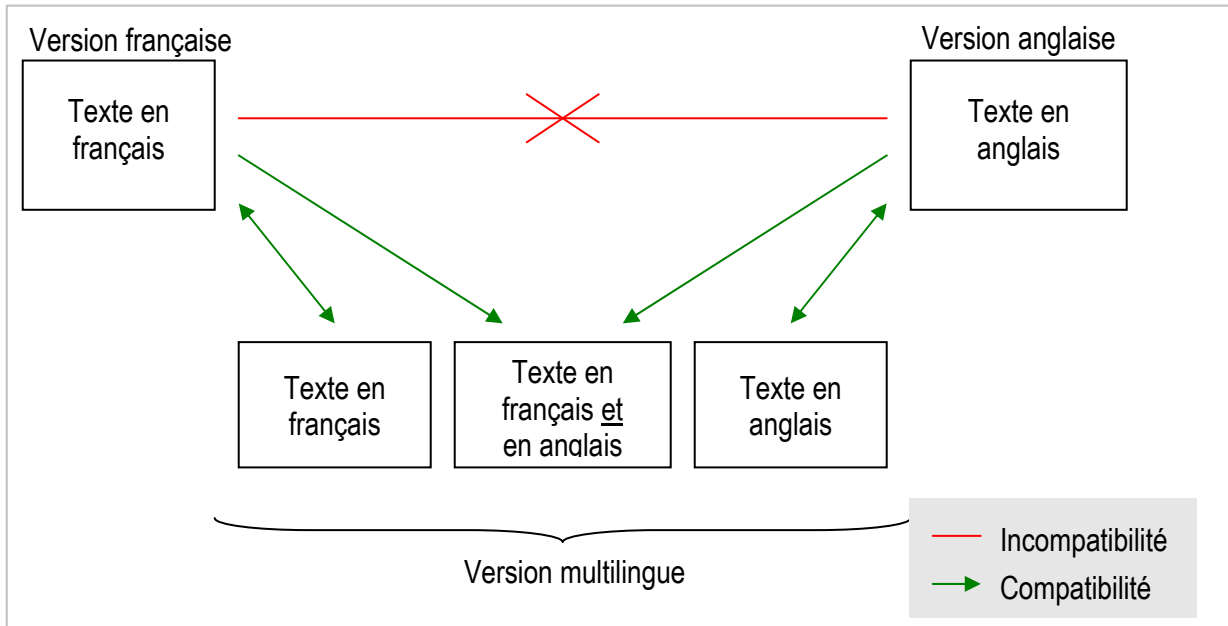 Version française
Version anglaise
Texte en
français
Texte en
anglais
Texte en
français
Texte en
français et
en anglais
Texte en
anglais
Version multilingue
Incompatibilité
Compatibilité